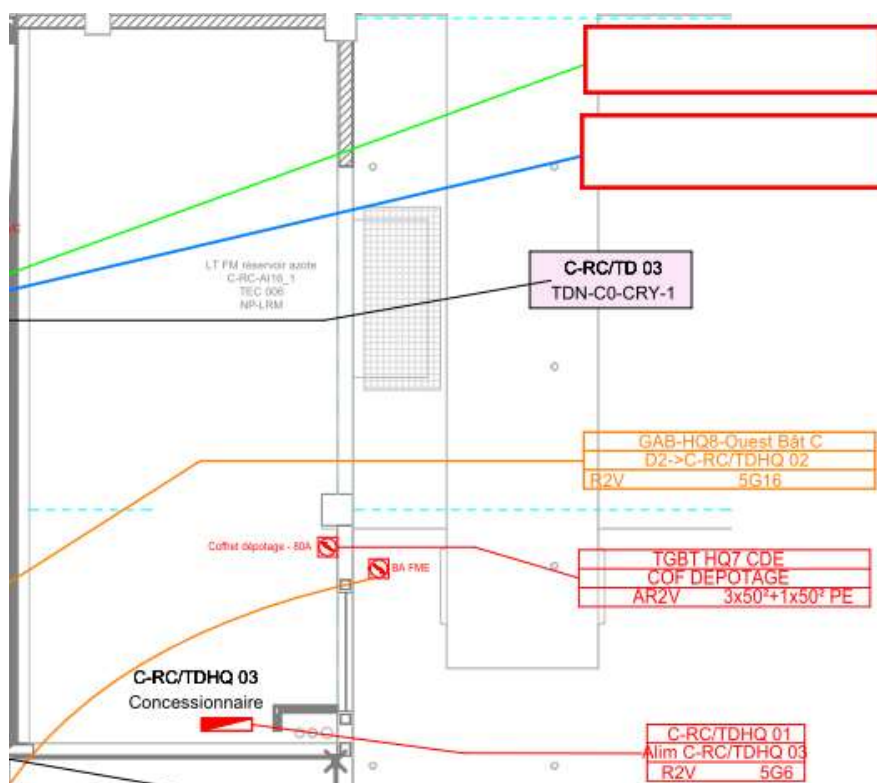 LT FM réservoir azote
C-RC-AI16_1
TEC 006
NP-LRM
C-RC/TD 03
TDN-C0-CRY-1
GAB-HQ8-Ouest Bât C
D2->C-RC/TDHQ 02
R2V 5G16
Coffret dépotage - 80A
BA FME
TGBT HQ7 CDE
COF DEPOTAGE
AR2V 3x50²+1x50² PE
C-RC/TDHQ 03
Concessionnaire
C-RC/TDHQ 01
Alim C-RC/TDHQ 03
R2V 5G6